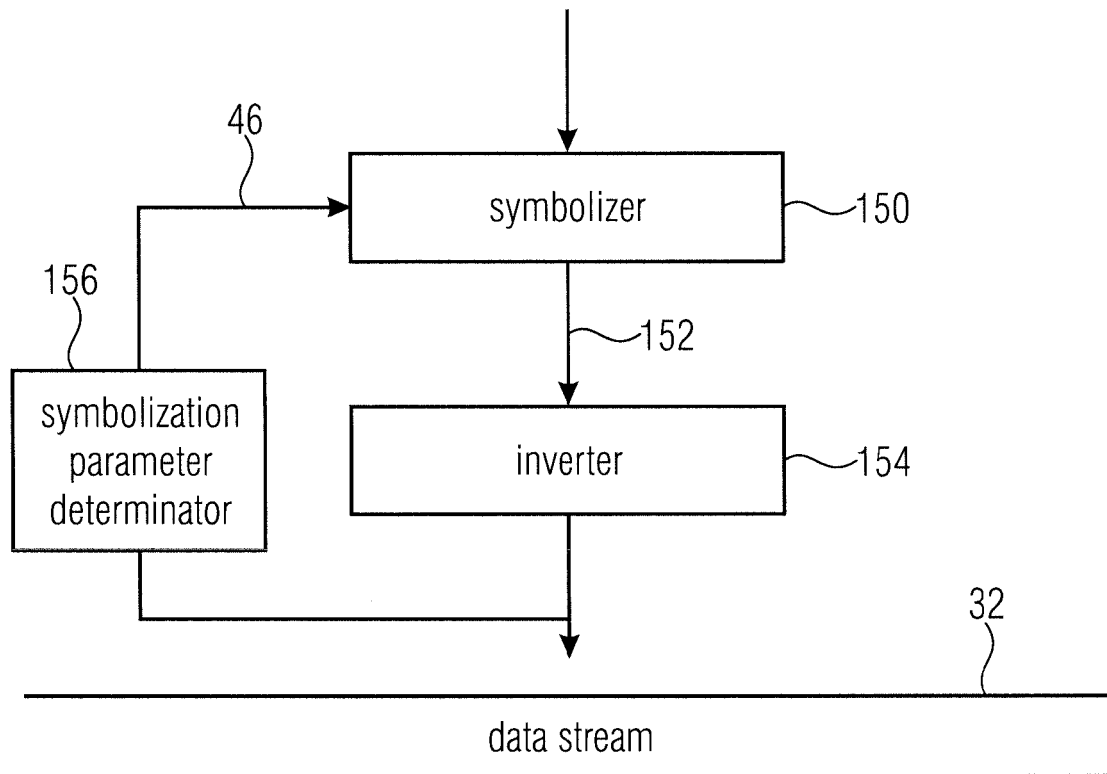 46
symbolizer
150
156
152
symbolization
parameter
determinator
inverter
154
32
data stream